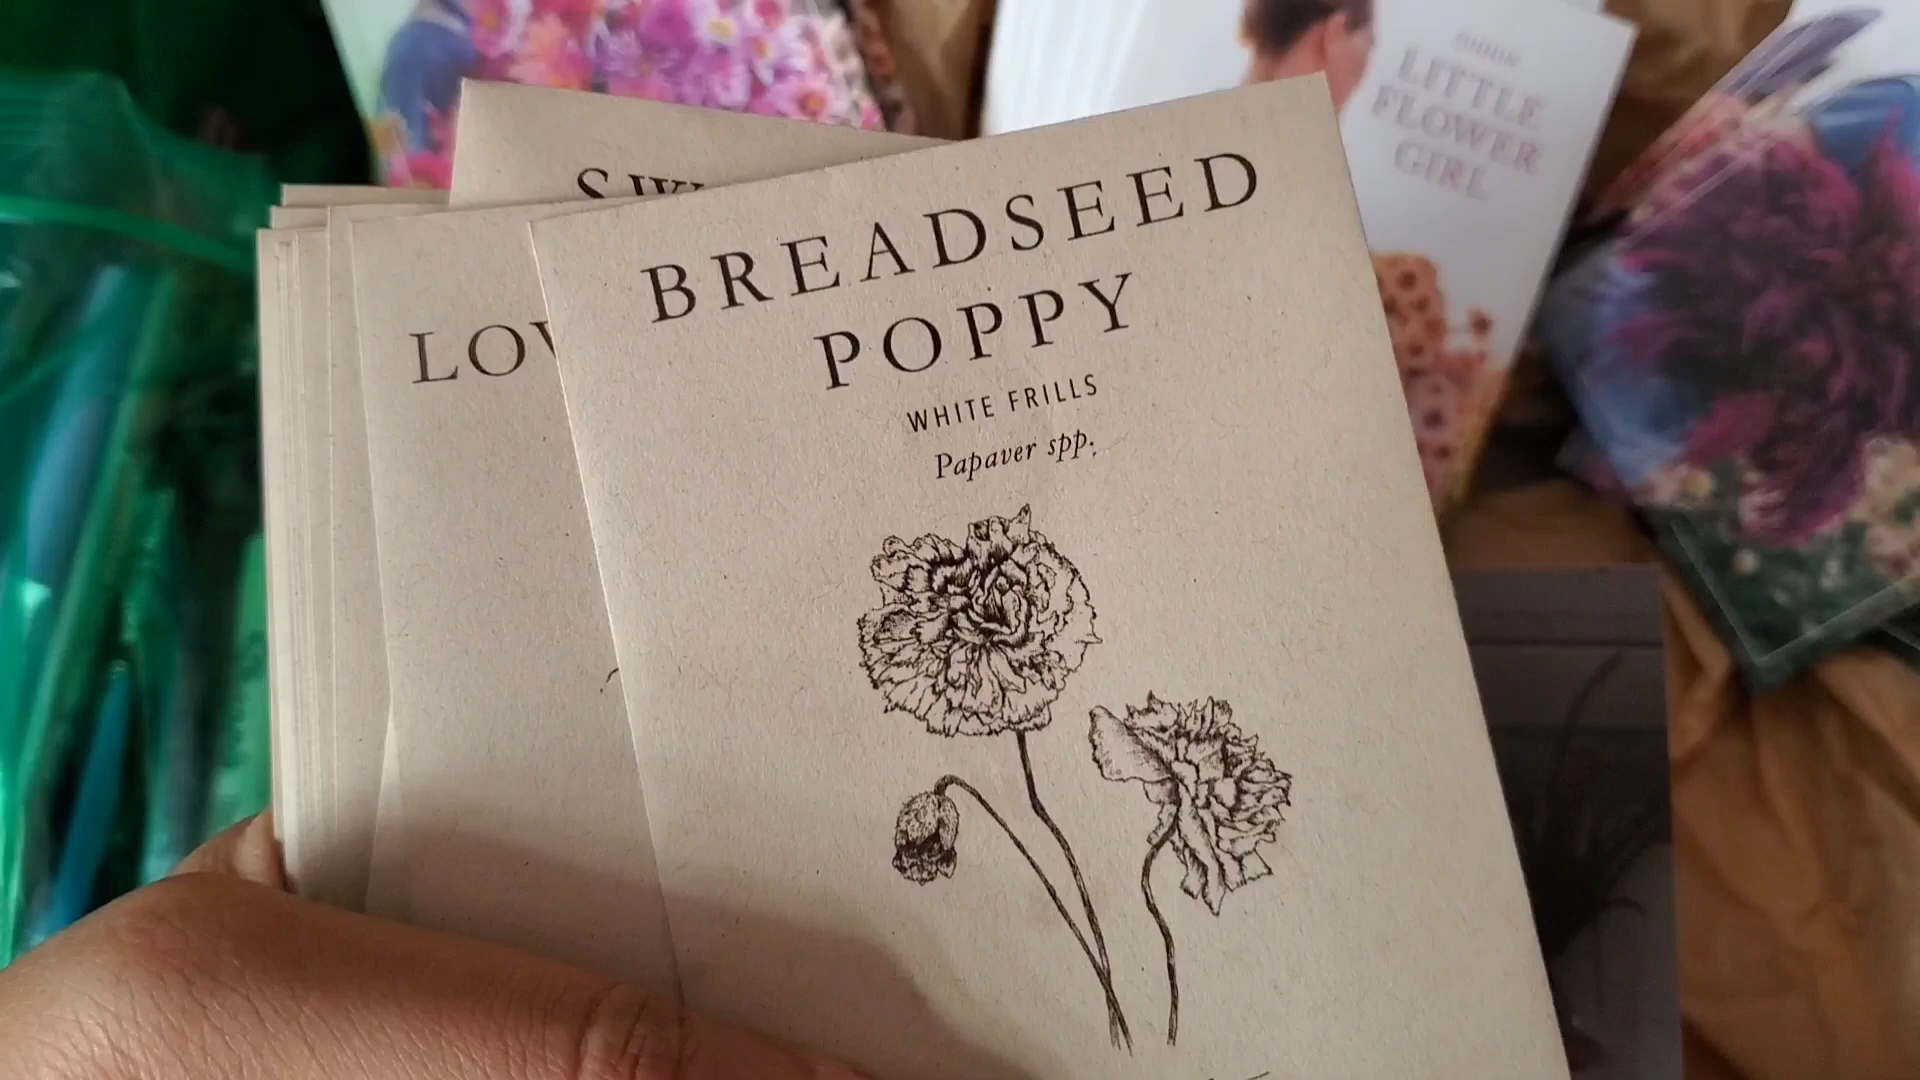 BREADSEED
POPPY
WHITE FRILLS
Papaver spp.
LITTLE
FLOWER
GIRL